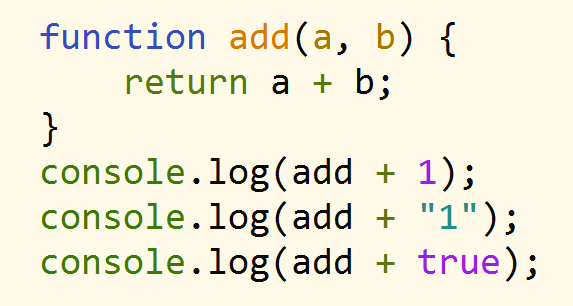 function add(a, b) {
    return a + b;
}
console.log(add + 1);
console.log(add + "1");
console.log(add + true);